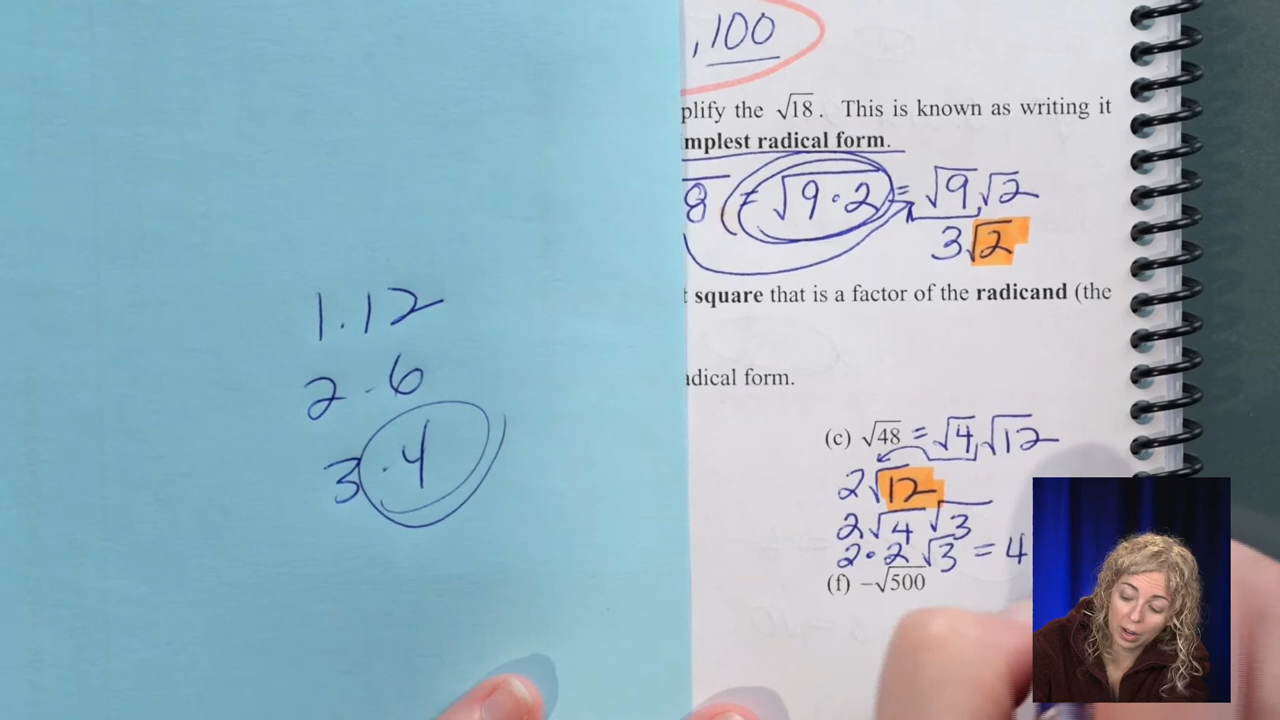 , 100
plify the √18. This is known as writing it
mplest radical form.
8 = √9·2 = √9 √2
3√2
square that is a factor of the radicand (the
adical form.
1.12
2.6
3.4
(c) √48 = √4 √12
2√12
2√4 √3
2·2 √3 = 4
(f) -√500